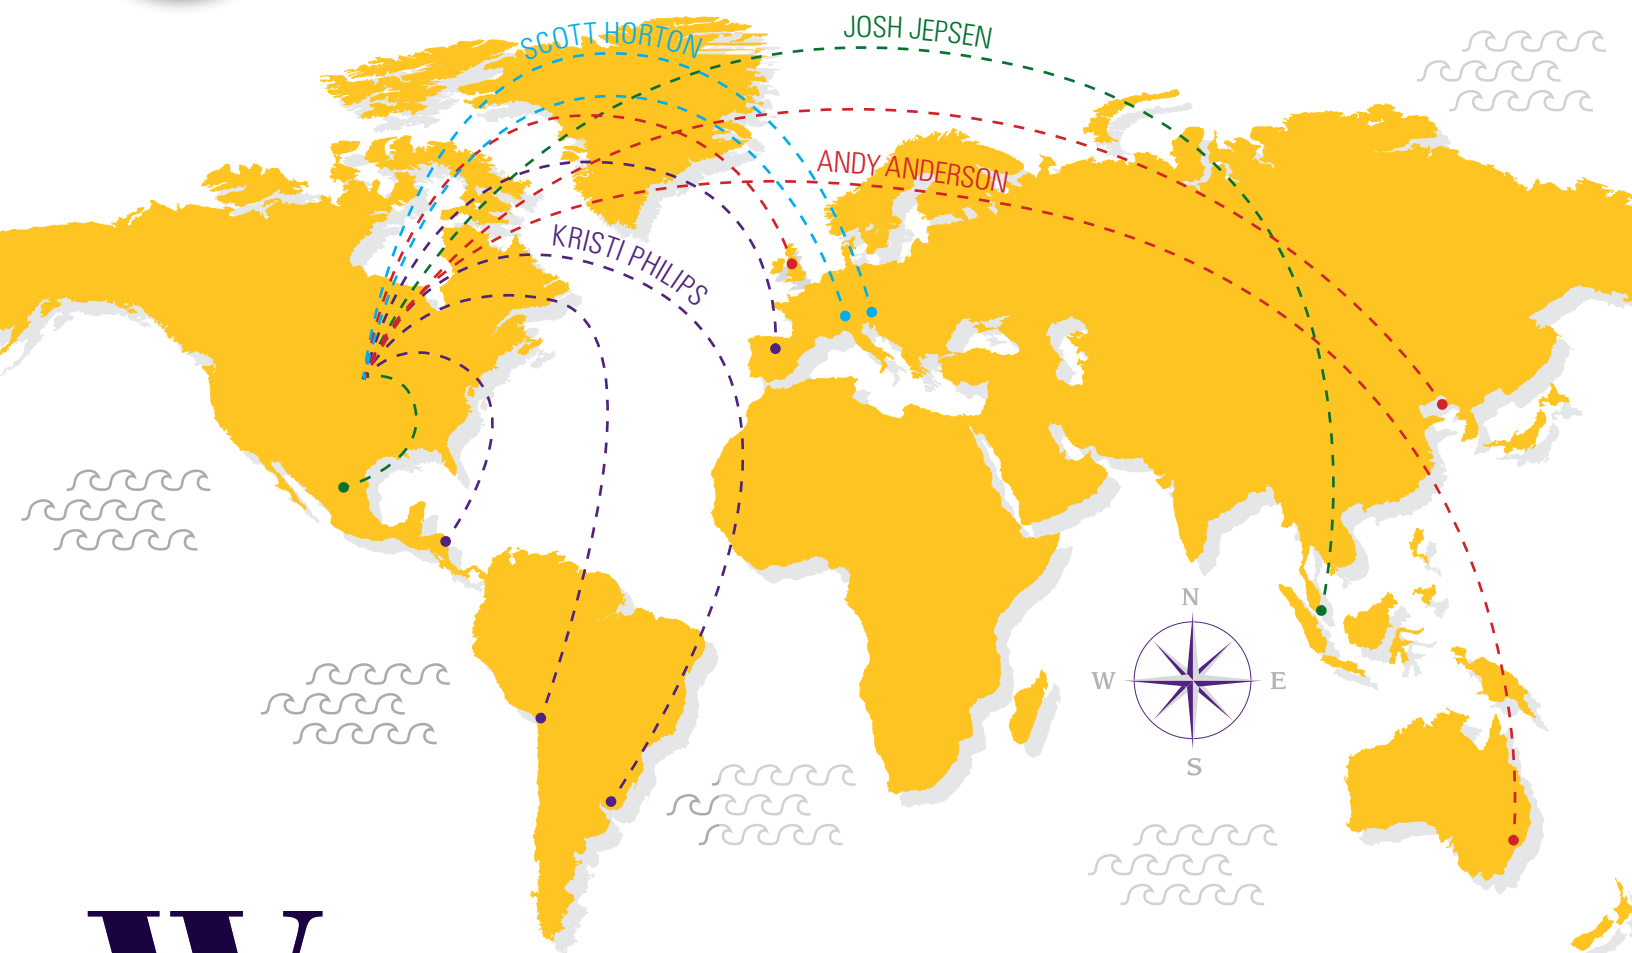 SCOTT HORTON
JOSH JEPSEN
ANDY ANDERSON
KRISTI PHILIPS
N
W E
S
W